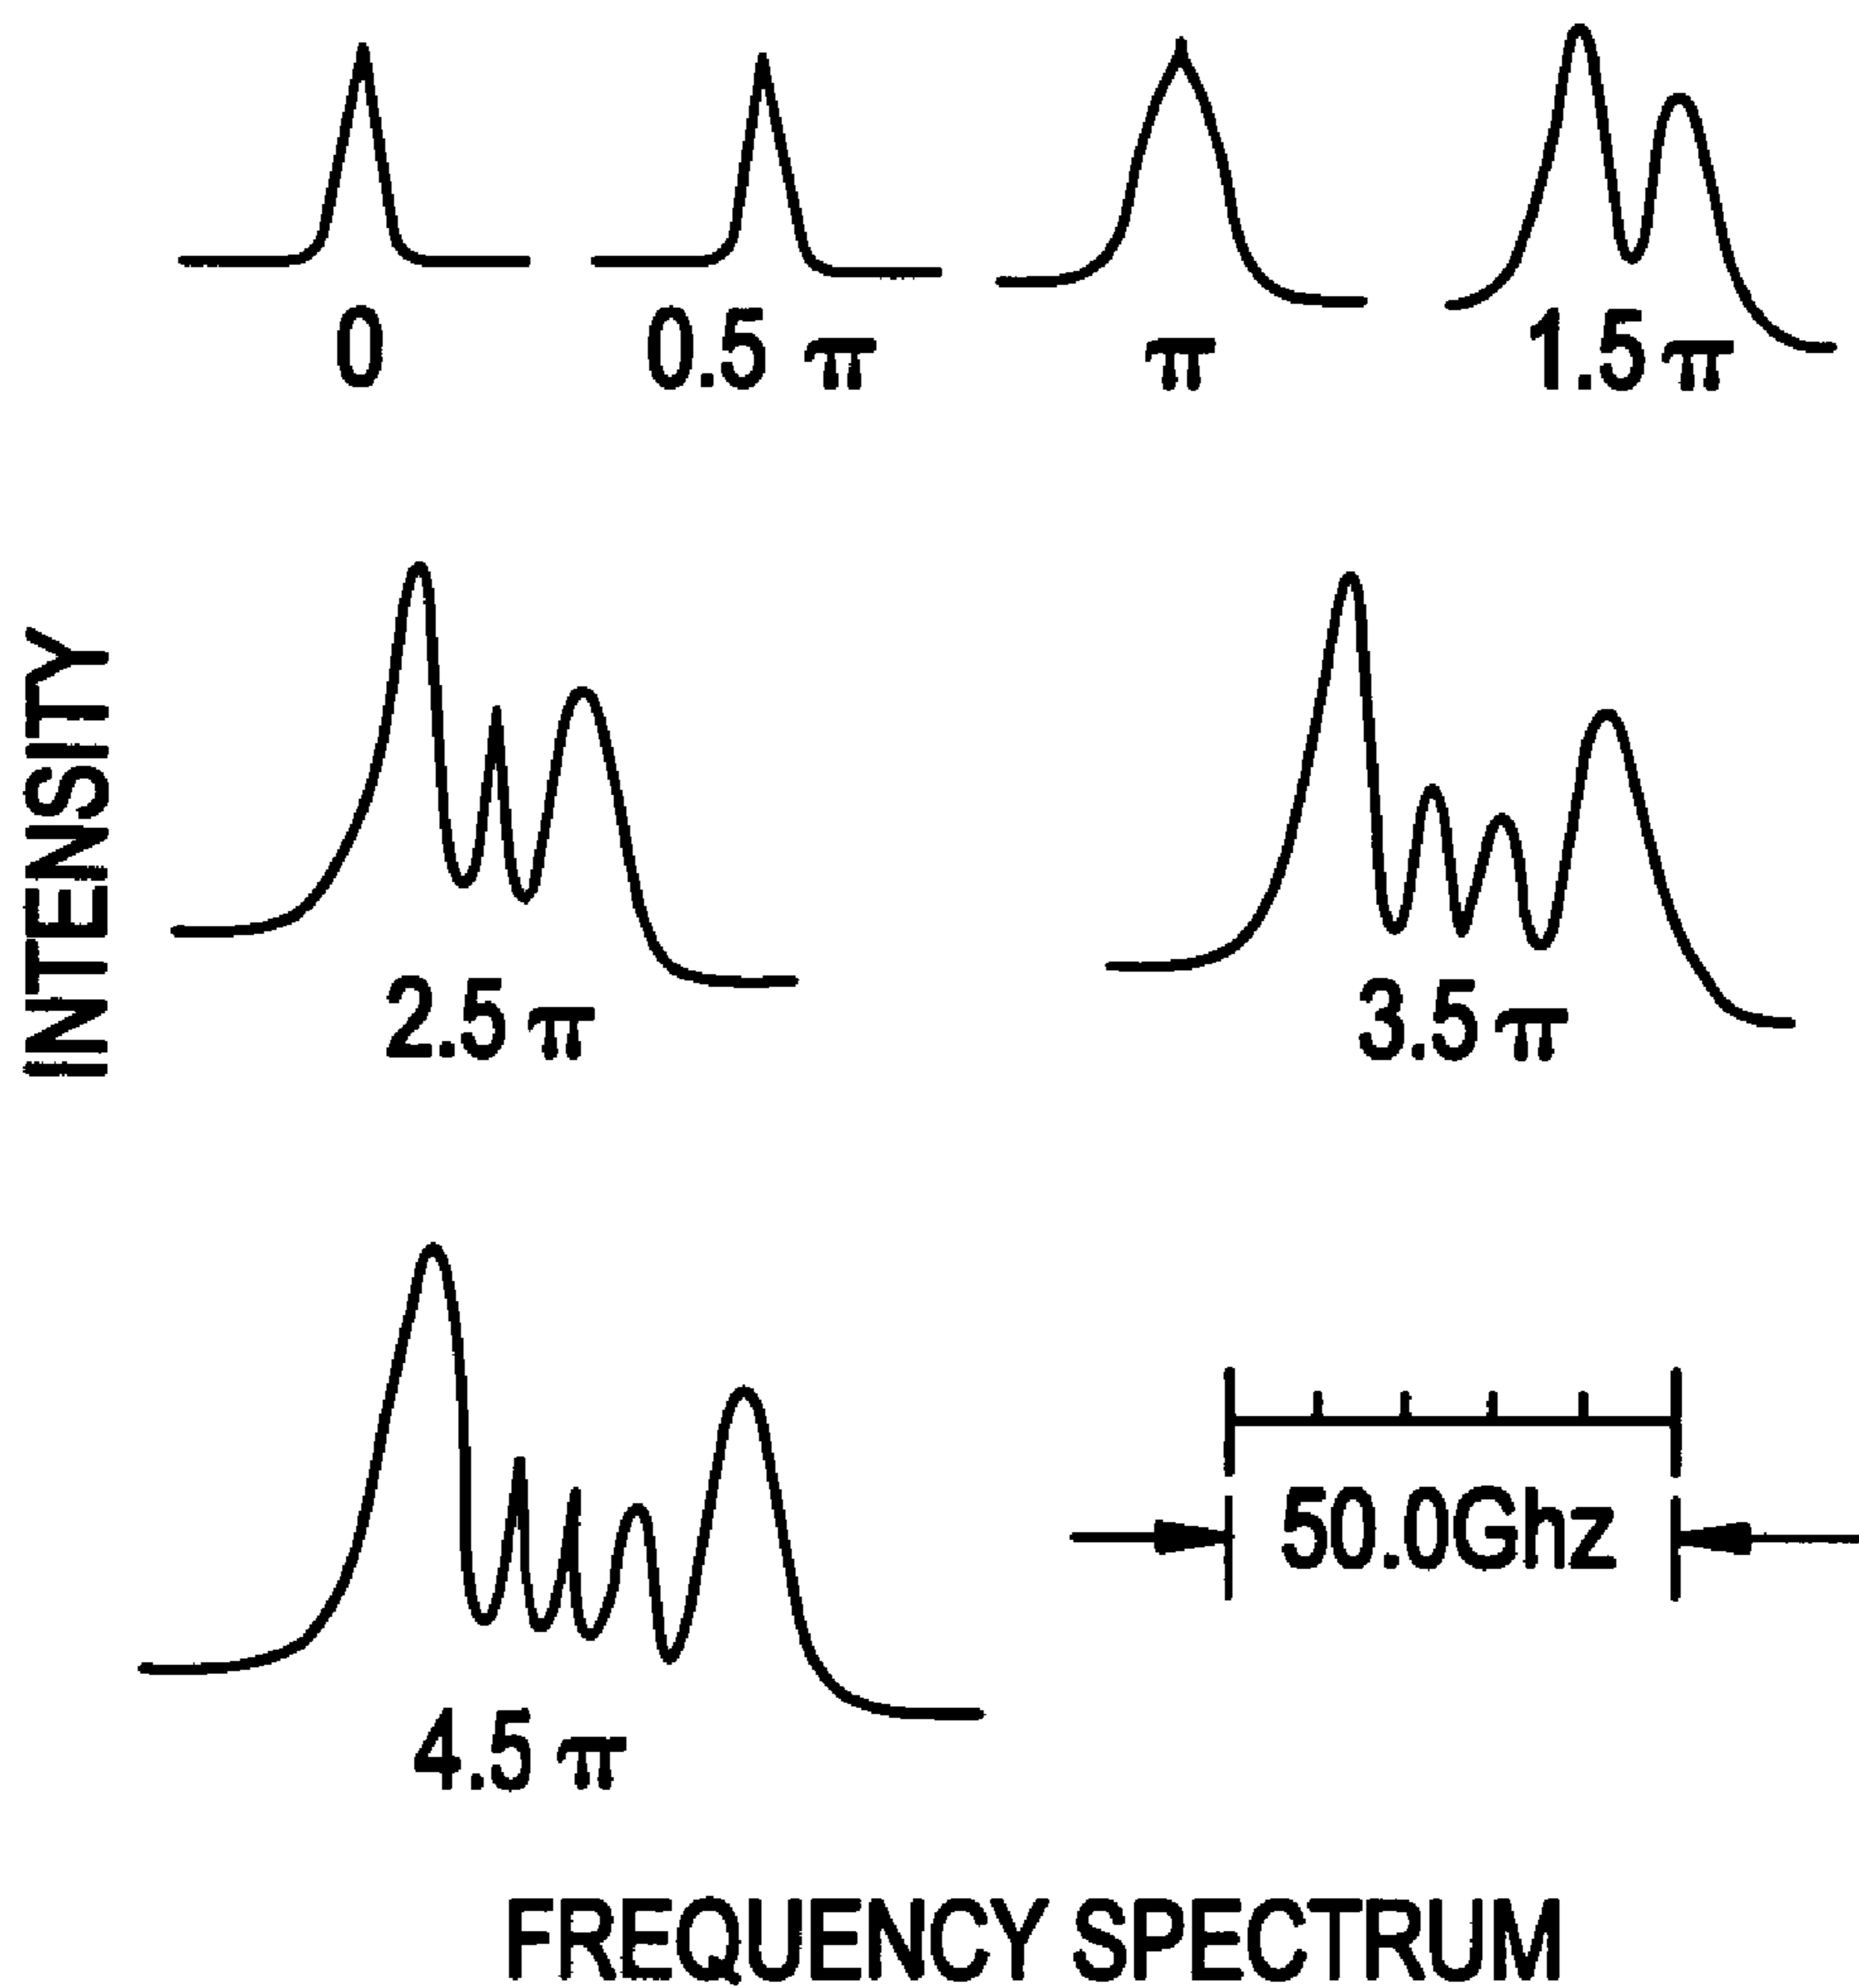 0
0.5 π
π
1.5 π
INTENSITY
2.5 π
3.5 π
50.0Ghz
4.5 π
FREQUENCY SPECTRUM